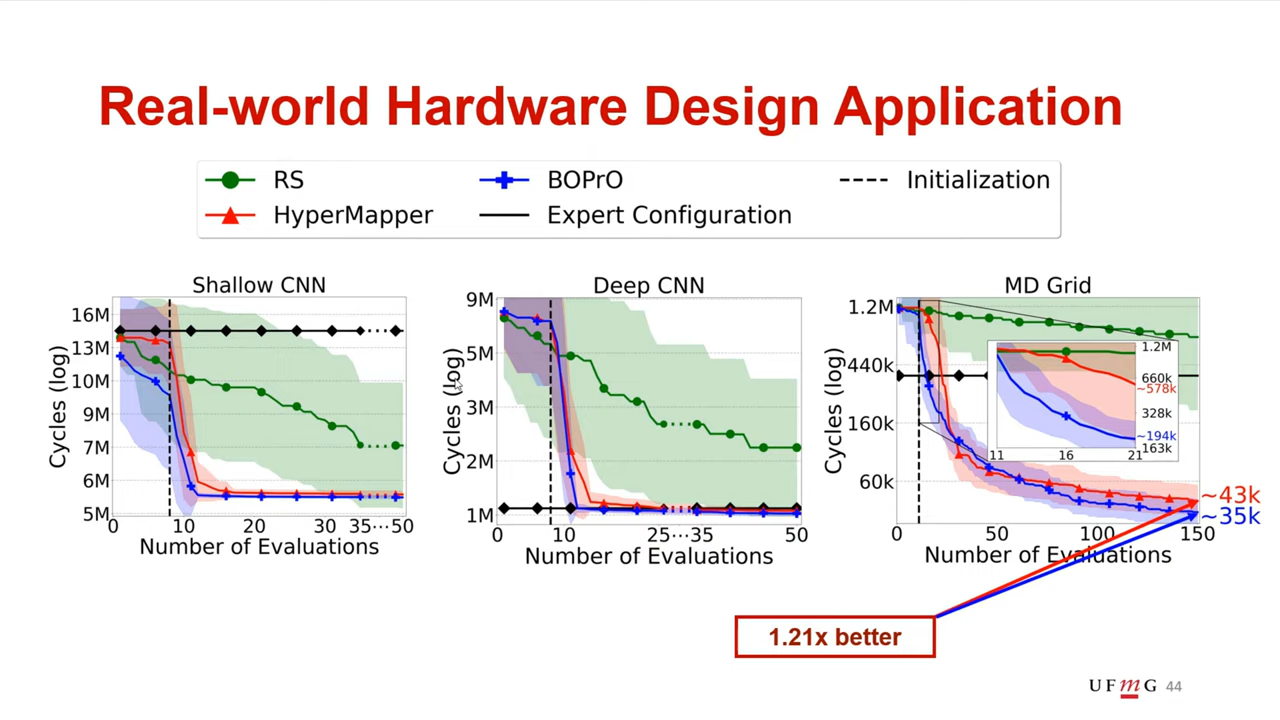 Real-world Hardware Design Application
RS
BOPrO
Initialization
HyperMapper
Expert Configuration
Shallow CNN
Cycles (log)
16M
13M
10M
9M
7M
6M
5M
0 10 20 30 35···50
Number of Evaluations
Deep CNN
Cycles (log)
9M
5M
3M
2M
1M
0 10 25···35 50
Number of Evaluations
MD Grid
Cycles (log)
1.2M
440k
160k
60k
0 50 100 150
Number of Evaluations
1.2M
660k
~578k
328k
~194k
163k
11 16 21
~43k
~35k
1.21x better
UFmG 44